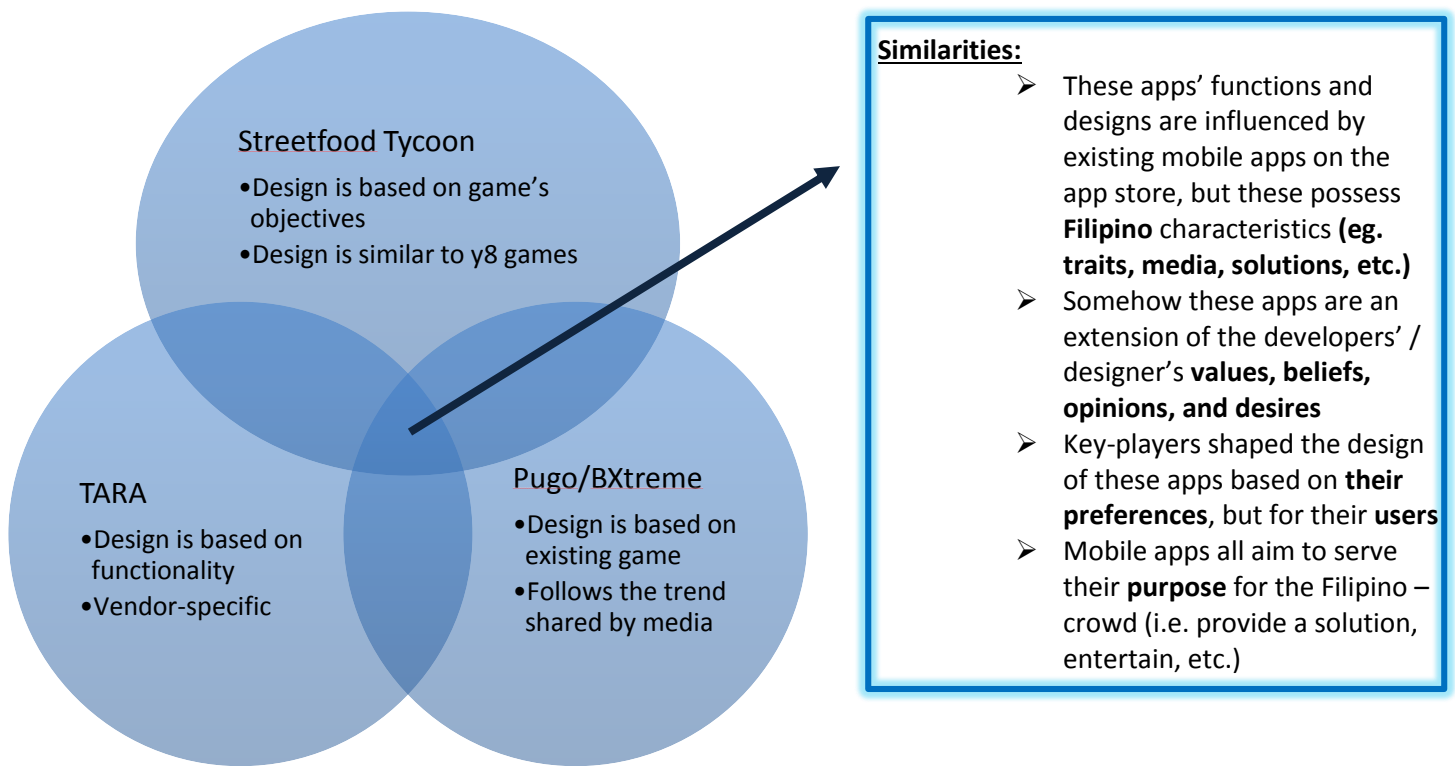 Streetfood Tycoon
•Design is based on game's
objectives
•Design is similar to y8 games
TARA
•Design is based on
functionality
•Vendor-specific
Pugo/BXtreme
•Design is based on
existing game
•Follows the trend
shared by media
Similarities:
➢ These apps' functions and
designs are influenced by
existing mobile apps on the
app store, but these possess
Filipino characteristics (eg.
traits, media, solutions, etc.)
➢ Somehow these apps are an
extension of the developers' /
designer's values, beliefs,
opinions, and desires
➢ Key-players shaped the design
of these apps based on their
preferences, but for their users
➢ Mobile apps all aim to serve
their purpose for the Filipino –
crowd (i.e. provide a solution,
entertain, etc.)